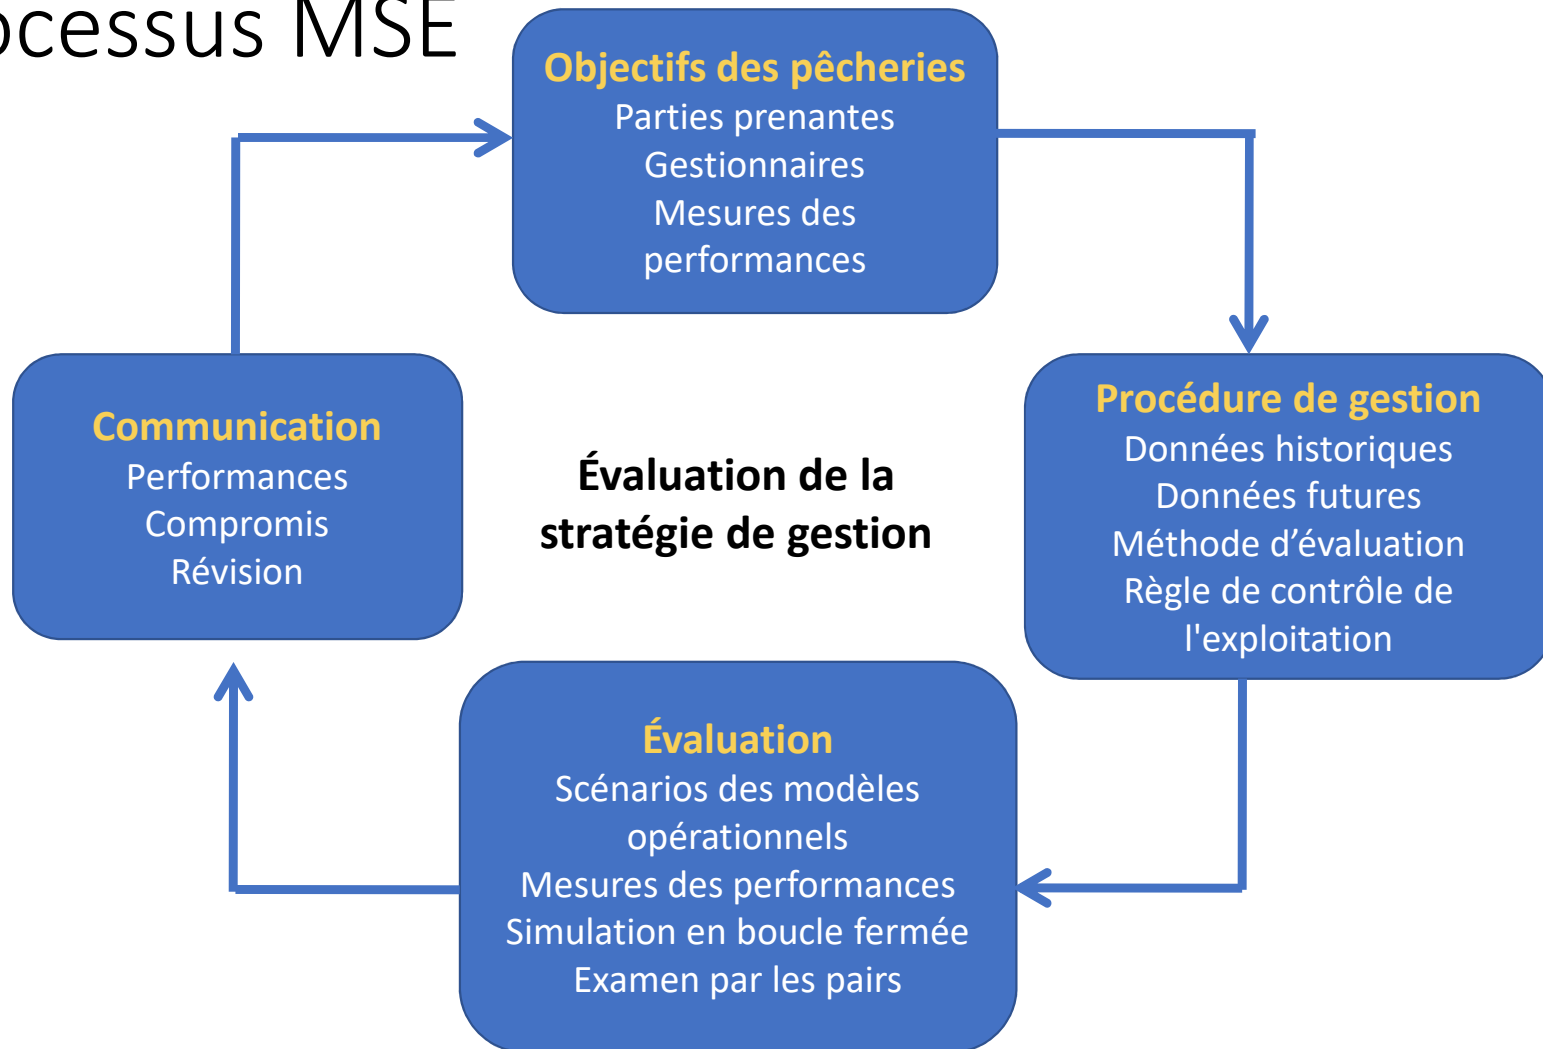 ocessus MSE
Objectifs des pêcheries
Parties prenantes
Gestionnaires
Mesures des
performances
Communication
Performances
Compromis
Révision
Évaluation de la
stratégie de gestion
Procédure de gestion
Données historiques
Données futures
Méthode d’évaluation
Règle de contrôle de
l'exploitation
Évaluation
Scénarios des modèles
opérationnels
Mesures des performances
Simulation en boucle fermée
Examen par les pairs